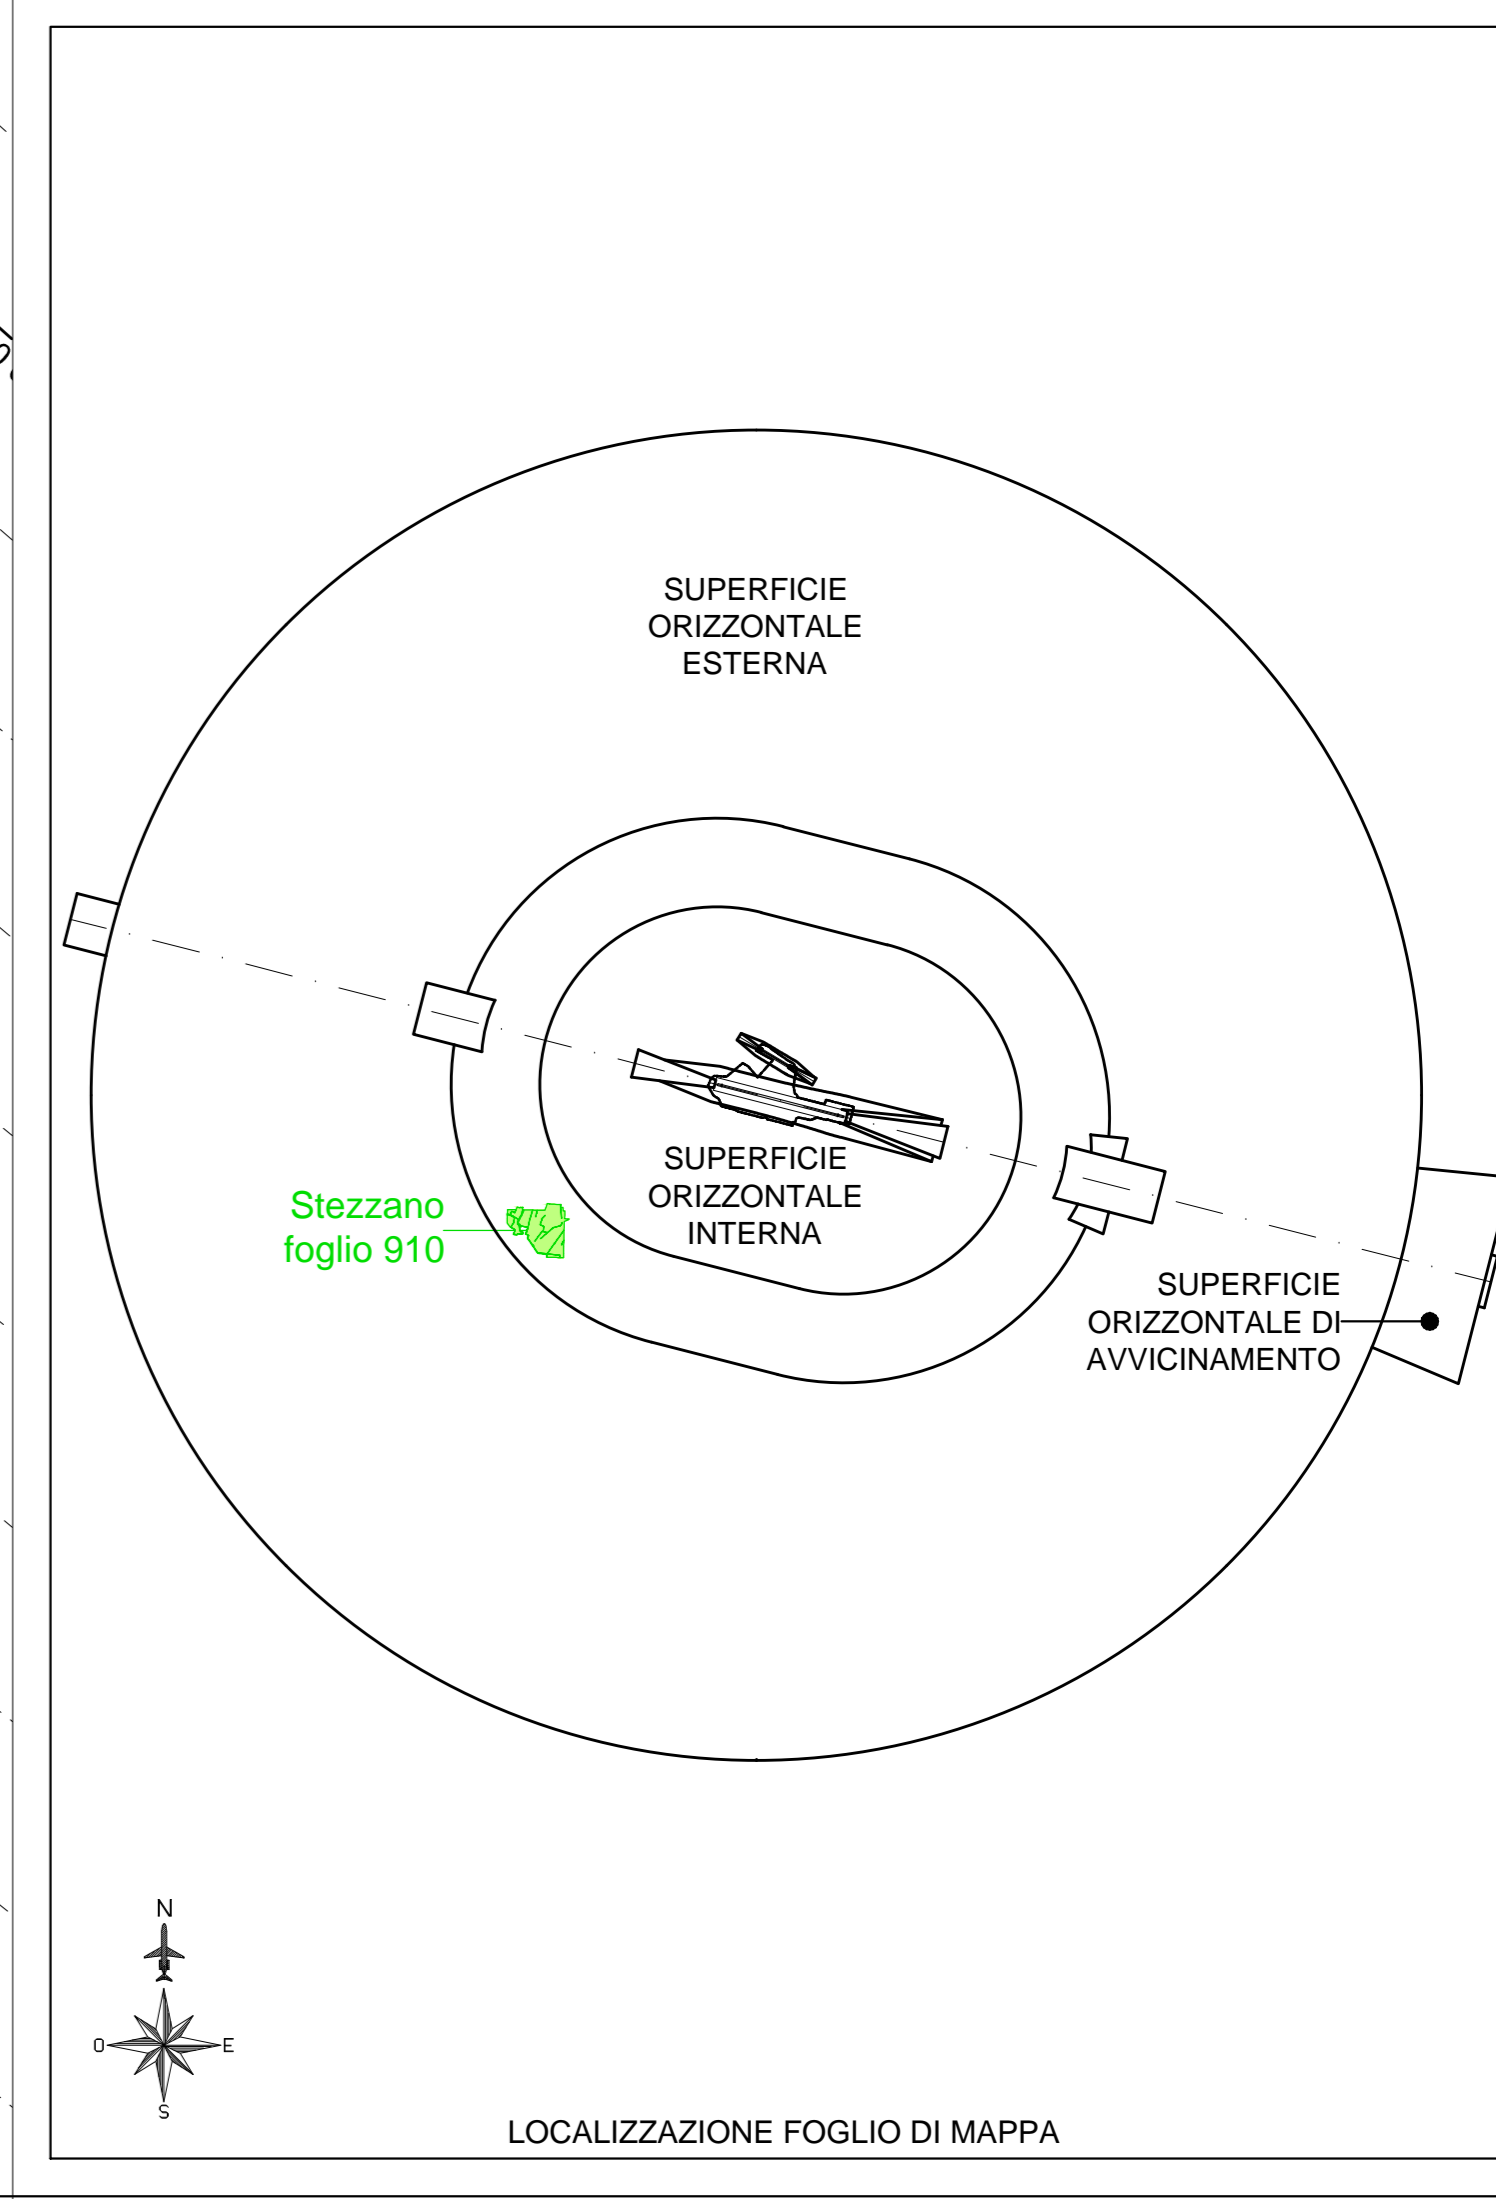 SUPERFICIE
ORIZZONTALE
ESTERNA
SUPERFICIE
ORIZZONTALE
INTERNA
Stezzano
foglio 910
SUPERFICIE
ORIZZONTALE DI
AVVICINAMENTO
N
O
E
S
LOCALIZZAZIONE FOGLIO DI MAPPA